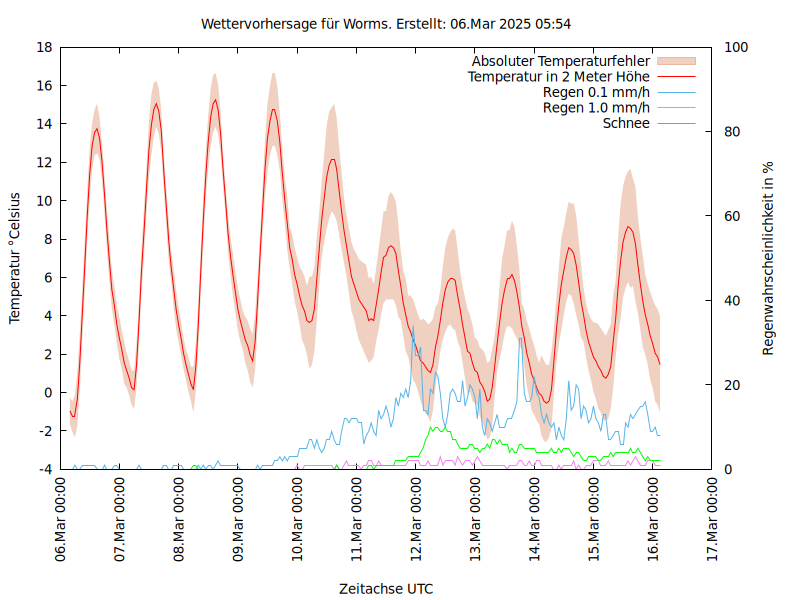 Wettervorhersage für Worms. Erstellt: 06.Mar 2025 05:54
Absoluter Temperaturfehler
Temperatur in 2 Meter Höhe
Regen 0.1 mm/h
Regen 1.0 mm/h
Schnee
Temperatur °Celsius
18
16
14
12
10
8
6
4
2
0
-2
-4
100
80
60
40
20
0
Regenwahrscheinlichkeit in %
06.Mar 00:00
07.Mar 00:00
08.Mar 00:00
09.Mar 00:00
10.Mar 00:00
11.Mar 00:00
12.Mar 00:00
13.Mar 00:00
14.Mar 00:00
15.Mar 00:00
16.Mar 00:00
17.Mar 00:00
Zeitachse UTC